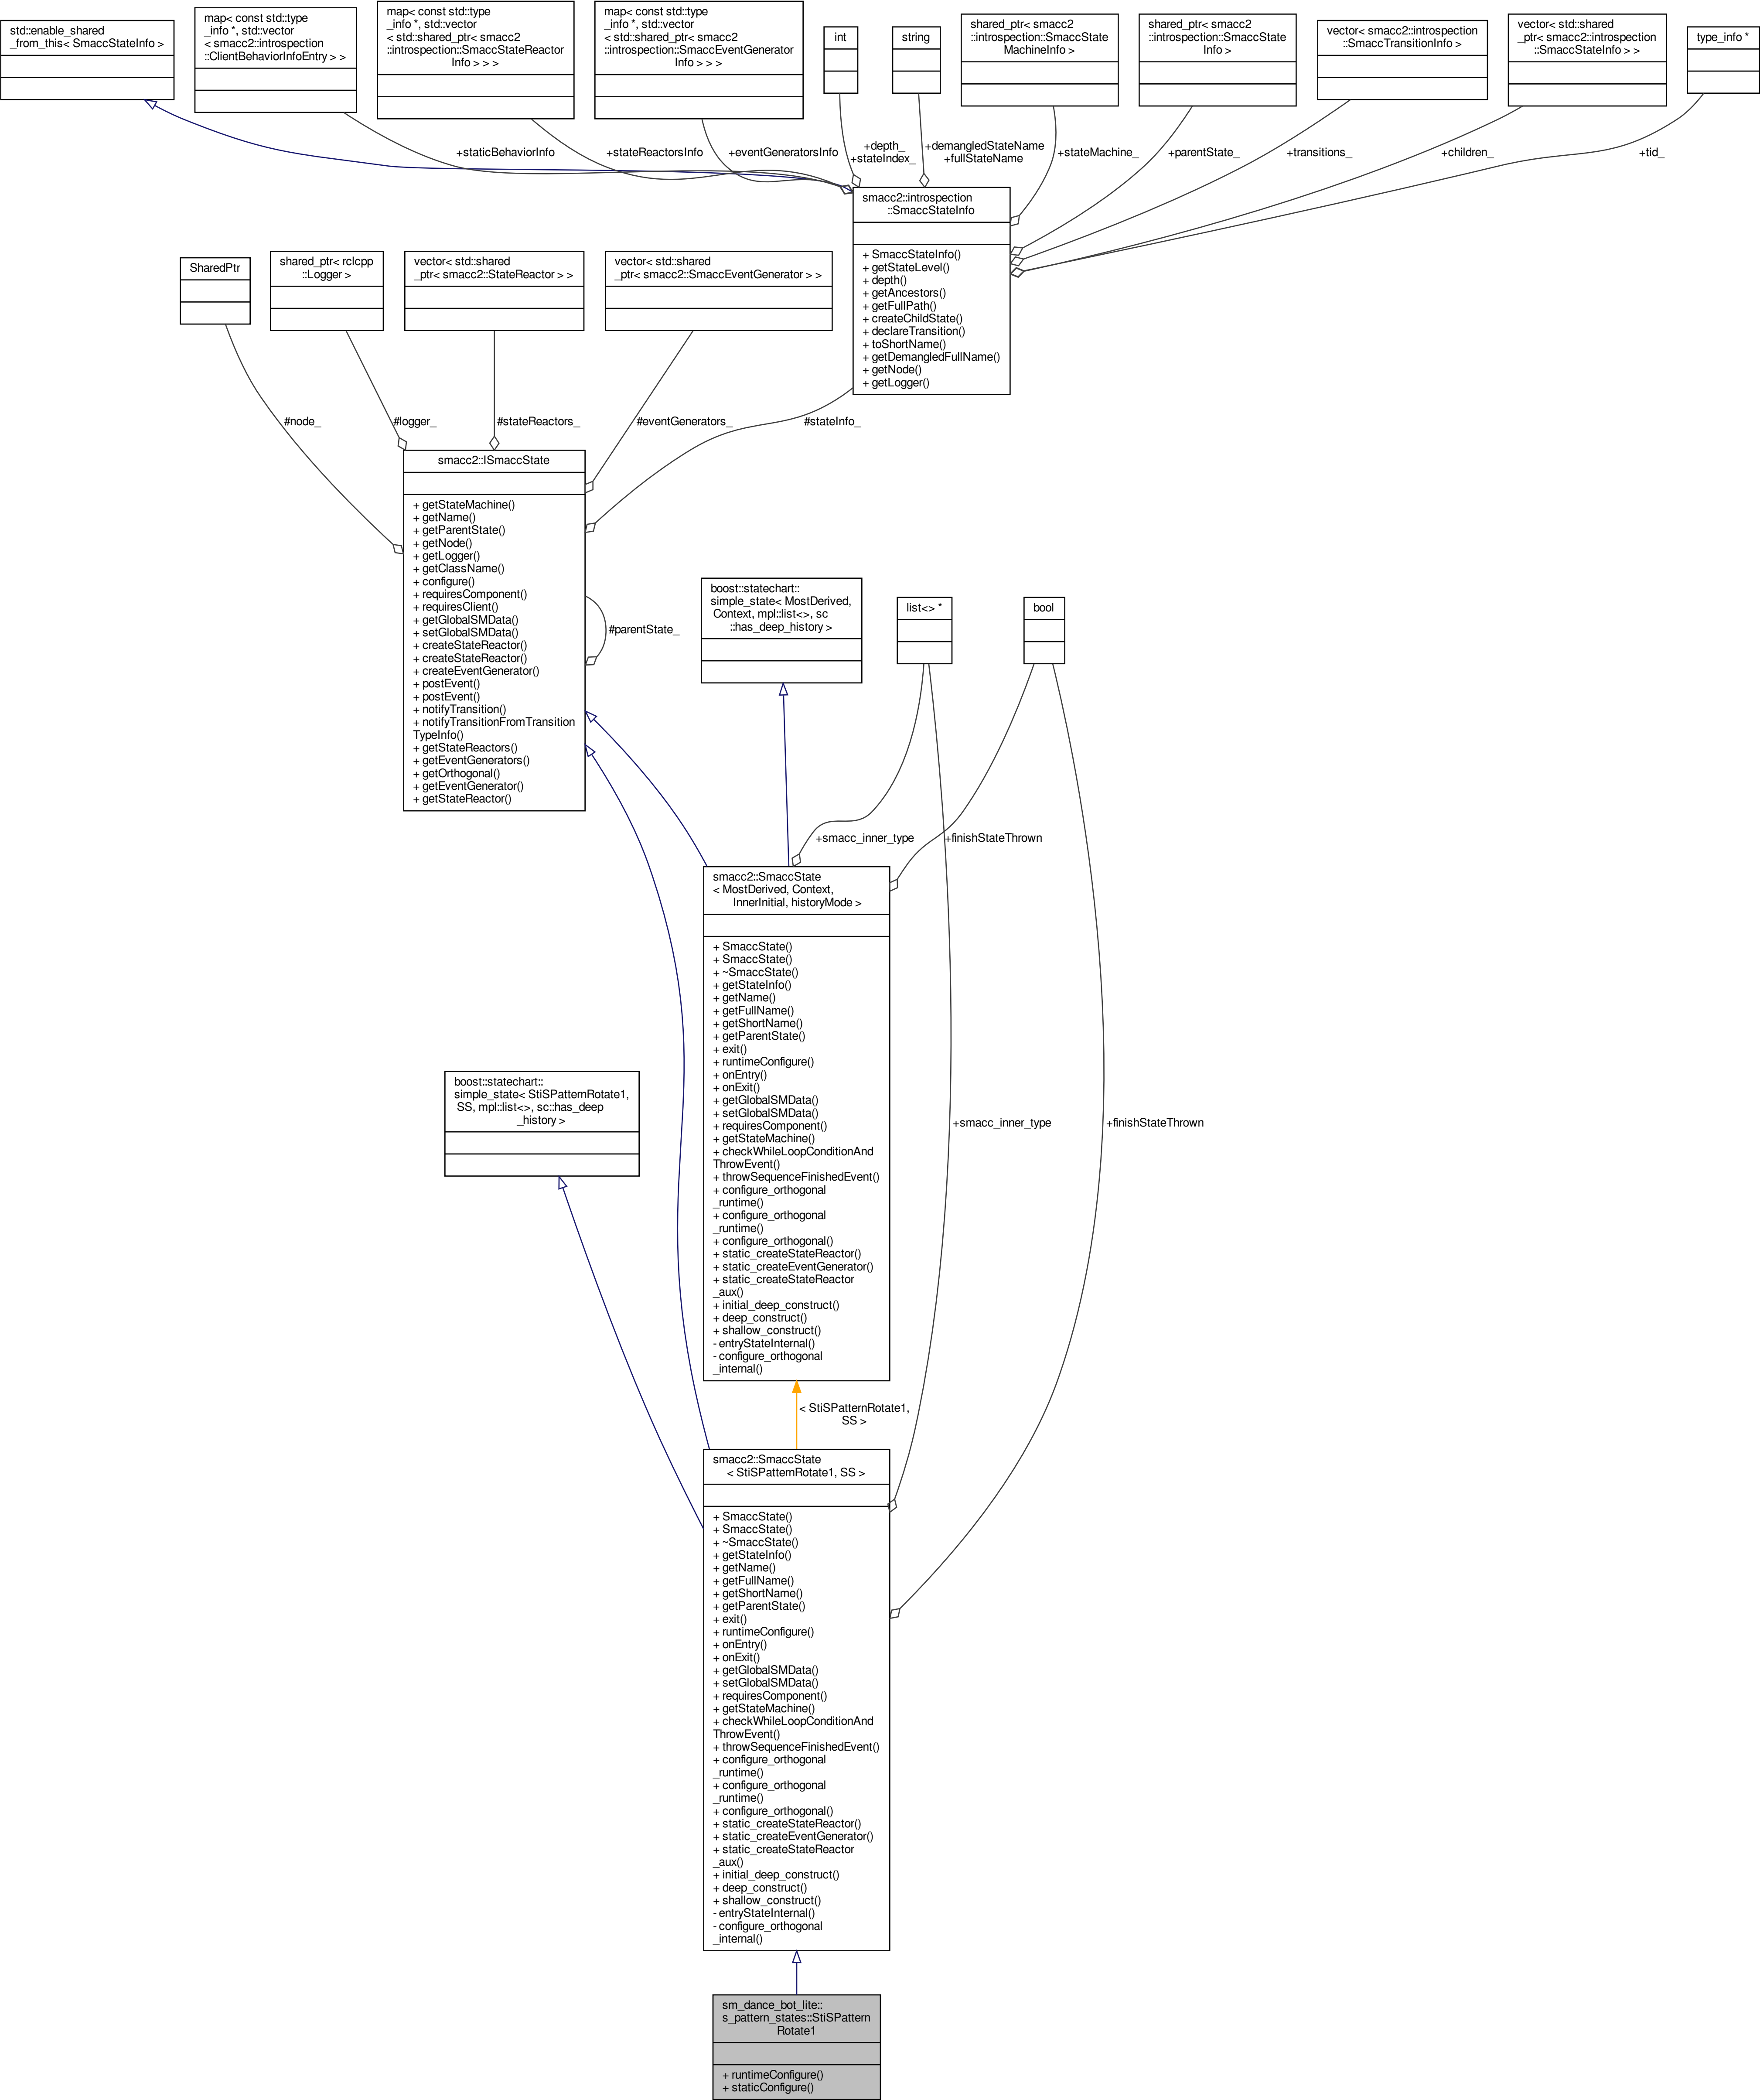 std::enable_shared
_from_this< SmaccStateInfo >
map< const std::type
_info *, std::vector
< smacc2::introspection
::ClientBehaviorInfoEntry > >
map< const std::type
_info *, std::vector
< std::shared_ptr< smacc2
::introspection::SmaccStateReactor
Info > > >
map< const std::type
_info *, std::vector
< std::shared_ptr< smacc2
::introspection::SmaccEventGenerator
Info > > >
int
string
shared_ptr< smacc2
::introspection::SmaccState
MachineInfo >
shared_ptr< smacc2
::introspection::SmaccState
Info >
vector< smacc2::introspection
::SmaccTransitionInfo >
vector< std::shared
_ptr< smacc2::introspection
::SmaccStateInfo > >
type_info *
+staticBehaviorInfo
+stateReactorsInfo
+eventGeneratorsInfo
+depth_
+stateIndex_
+demangledStateName
+fullStateName
+stateMachine_
+parentState_
+transitions_
+children_
+tid_
smacc2::introspection
::SmaccStateInfo
+ SmaccStateInfo()
+ getStateLevel()
+ depth()
+ getAncestors()
+ getFullPath()
+ createChildState()
+ declareTransition()
+ toShortName()
+ getDemangledFullName()
+ getNode()
+ getLogger()
SharedPtr
shared_ptr< rclcpp
::Logger >
vector< std::shared
_ptr< smacc2::StateReactor > >
vector< std::shared
_ptr< smacc2::SmaccEventGenerator > >
#node_
#logger_
#stateReactors_
#eventGenerators_
#stateInfo_
smacc2::ISmaccState
+ getStateMachine()
+ getName()
+ getParentState()
+ getNode()
+ getLogger()
+ getClassName()
+ configure()
+ requiresComponent()
+ requiresClient()
+ getGlobalSMData()
+ setGlobalSMData()
+ createStateReactor()
+ createStateReactor()
+ createEventGenerator()
+ postEvent()
+ postEvent()
+ notifyTransition()
+ notifyTransitionFromTransition
TypeInfo()
+ getStateReactors()
+ getEventGenerators()
+ getOrthogonal()
+ getEventGenerator()
+ getStateReactor()
#parentState_
boost::statechart::
simple_state< MostDerived,
Context, mpl::list<>, sc
::has_deep_history >
list<> *
bool
+smacc_inner_type
+finishStateThrown
smacc2::SmaccState
< MostDerived, Context,
InnerInitial, historyMode >
+ SmaccState()
+ SmaccState()
+ ~SmaccState()
+ getStateInfo()
+ getName()
+ getFullName()
+ getShortName()
+ getParentState()
+ exit()
+ runtimeConfigure()
+ onEntry()
+ onExit()
+ getGlobalSMData()
+ setGlobalSMData()
+ requiresComponent()
+ getStateMachine()
+ checkWhileLoopConditionAnd
ThrowEvent()
+ throwSequenceFinishedEvent()
+ configure_orthogonal
_runtime()
+ configure_orthogonal
_runtime()
+ configure_orthogonal()
+ static_createStateReactor()
+ static_createEventGenerator()
+ static_createStateReactor
_aux()
+ initial_deep_construct()
+ deep_construct()
+ shallow_construct()
- entryStateInternal()
- configure_orthogonal
_internal()
boost::statechart::
simple_state< StiSPatternRotate1,
SS, mpl::list<>, sc::has_deep
_history >
+smacc_inner_type
+finishStateThrown
< StiSPatternRotate1,
SS >
smacc2::SmaccState
< StiSPatternRotate1, SS >
+ SmaccState()
+ SmaccState()
+ ~SmaccState()
+ getStateInfo()
+ getName()
+ getFullName()
+ getShortName()
+ getParentState()
+ exit()
+ runtimeConfigure()
+ onEntry()
+ onExit()
+ getGlobalSMData()
+ setGlobalSMData()
+ requiresComponent()
+ getStateMachine()
+ checkWhileLoopConditionAnd
ThrowEvent()
+ throwSequenceFinishedEvent()
+ configure_orthogonal
_runtime()
+ configure_orthogonal
_runtime()
+ configure_orthogonal()
+ static_createStateReactor()
+ static_createEventGenerator()
+ static_createStateReactor
_aux()
+ initial_deep_construct()
+ deep_construct()
+ shallow_construct()
- entryStateInternal()
- configure_orthogonal
_internal()
sm_dance_bot_lite::
s_pattern_states::StiSPattern
Rotate1
+ runtimeConfigure()
+ staticConfigure()